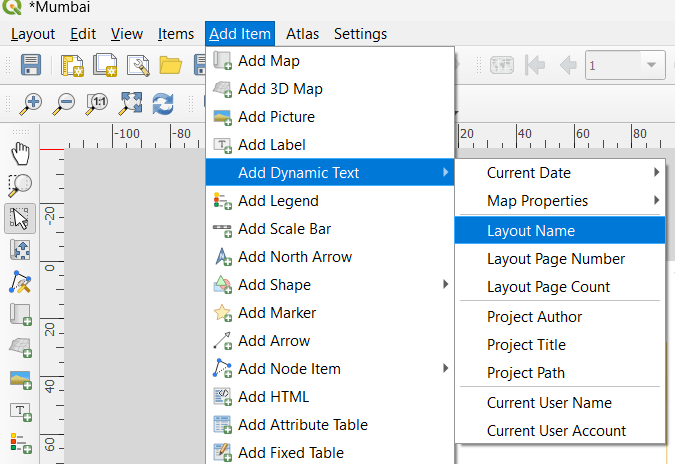 *Mumbai
Layout Edit View Items Add Item Atlas Settings
Add Map
1
Add 3D Map
1:1
Add Picture
-100 -80 20 40 60 80
Add Label
Add Dynamic Text
Current Date
Add Legend
Map Properties
-20
Add Scale Bar
Layout Name
Add North Arrow
Layout Page Number
0
Add Shape
Layout Page Count
Add Marker
Project Author
20
Add Arrow
Project Title
Add Node Item
Project Path
40
Add HTML
Current User Name
Add Attribute Table
Current User Account
60
Add Fixed Table